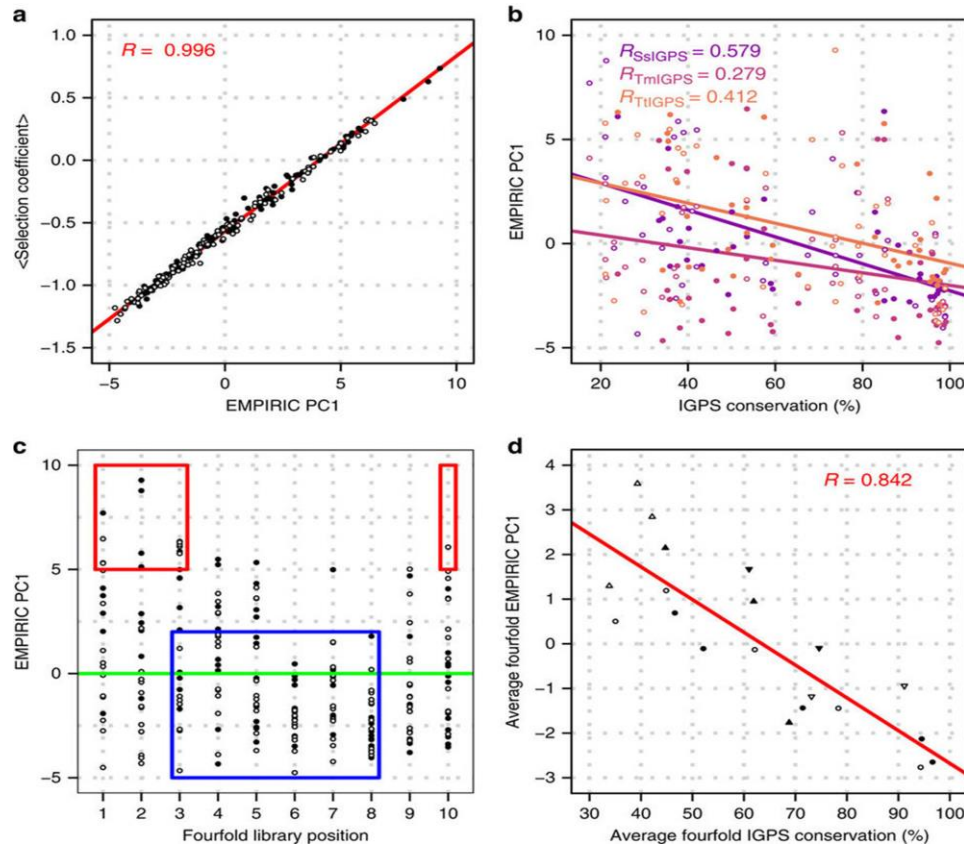 a
R = 0.996
1.0
0.5
0.0
−0.5
−1.0
−1.5
<Selection coefficient>
−5
0
5
10
EMPIRIC PC1
b
R SsIGPS = 0.579
R TmIGPS = 0.279
R TtIGPS = 0.412
10
5
0
−5
EMPIRIC PC1
20
40
60
80
100
IGPS conservation (%)
c
10
5
0
−5
EMPIRIC PC1
1
2
3
4
5
6
7
8
9
10
Fourfold library position
d
R = 0.842
4
3
2
1
0
−1
−2
−3
Average fourfold EMPIRIC PC1
30
40
50
60
70
80
90
100
Average fourfold IGPS conservation (%)